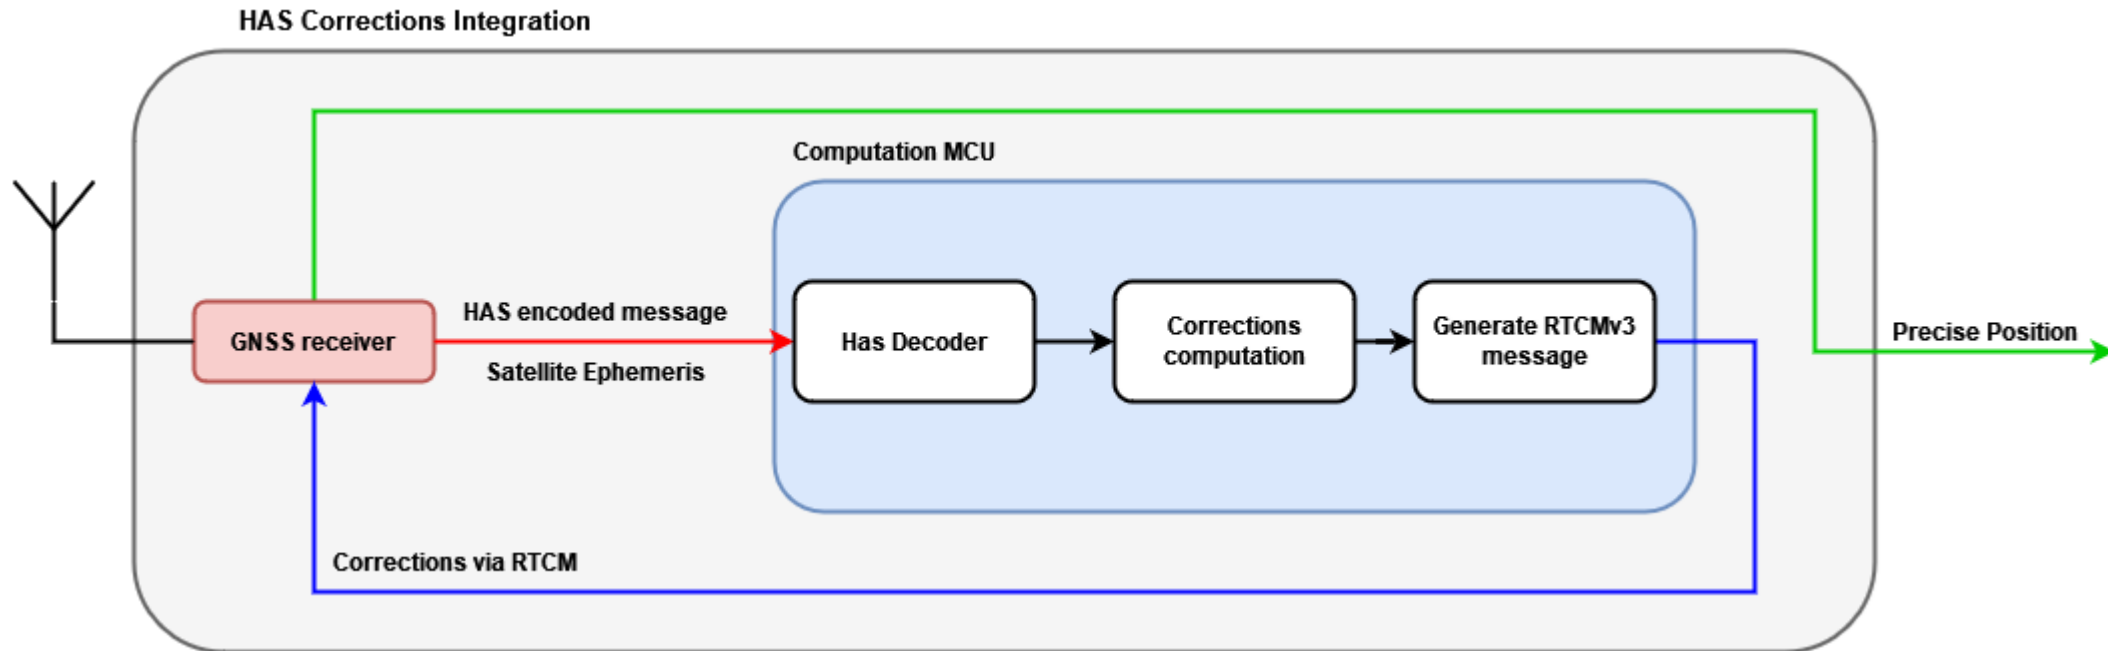 HAS Corrections Integration
Computation MCU
GNSS receiver
HAS encoded message
Satellite Ephemeris
Has Decoder
Corrections
computation
Generate RTCMv3
message
Precise Position
Corrections via RTCM